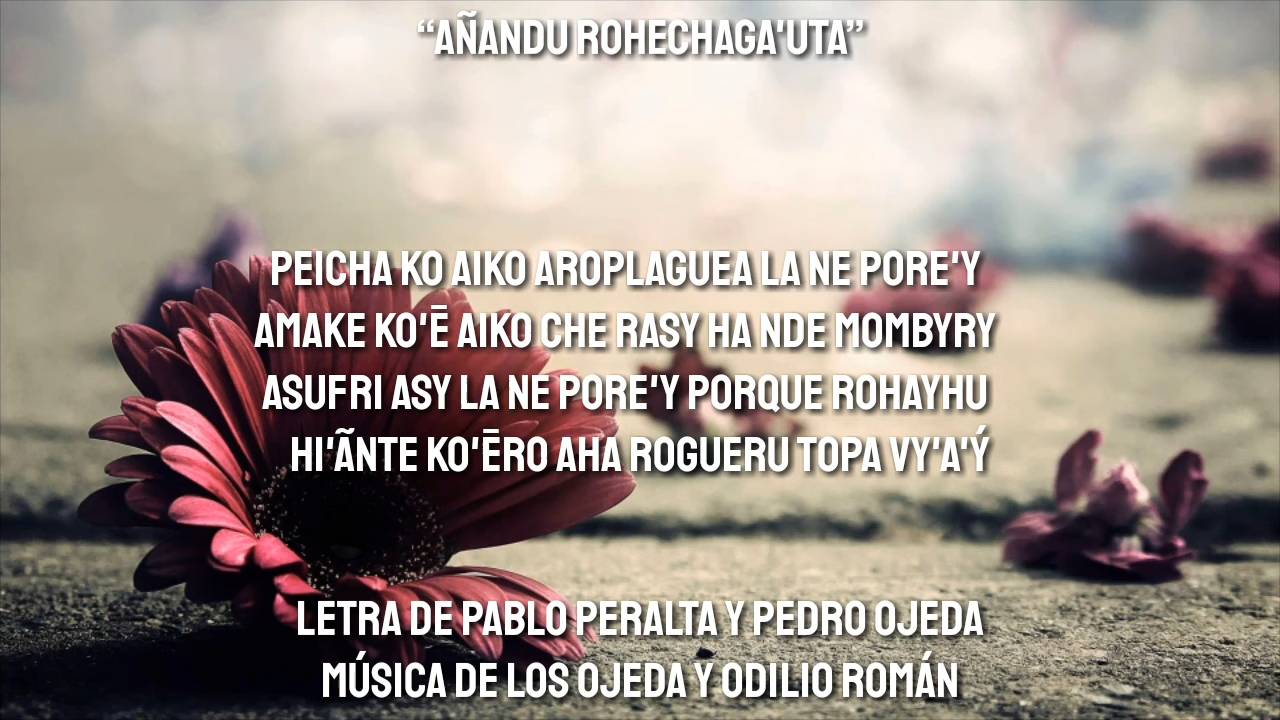 “AÑANDU ROHECHAGA'UTA”
PEICHA KO AIKO AROPLAGUEA LA NE PORE'Y
AMAKE KO'Ē AIKO CHE RASY HA NDE MOMBYRY
ASUFRI ASY LA NE PORE'Y PORQUE ROHAYHU
HI'ÃNTE KO'ĒRO AHA ROGUERU TOPA VY'A'Ý
LETRA DE PABLO PERALTA Y PEDRO OJEDA
MÚSICA DE LOS OJEDA Y ODILIO ROMÁN